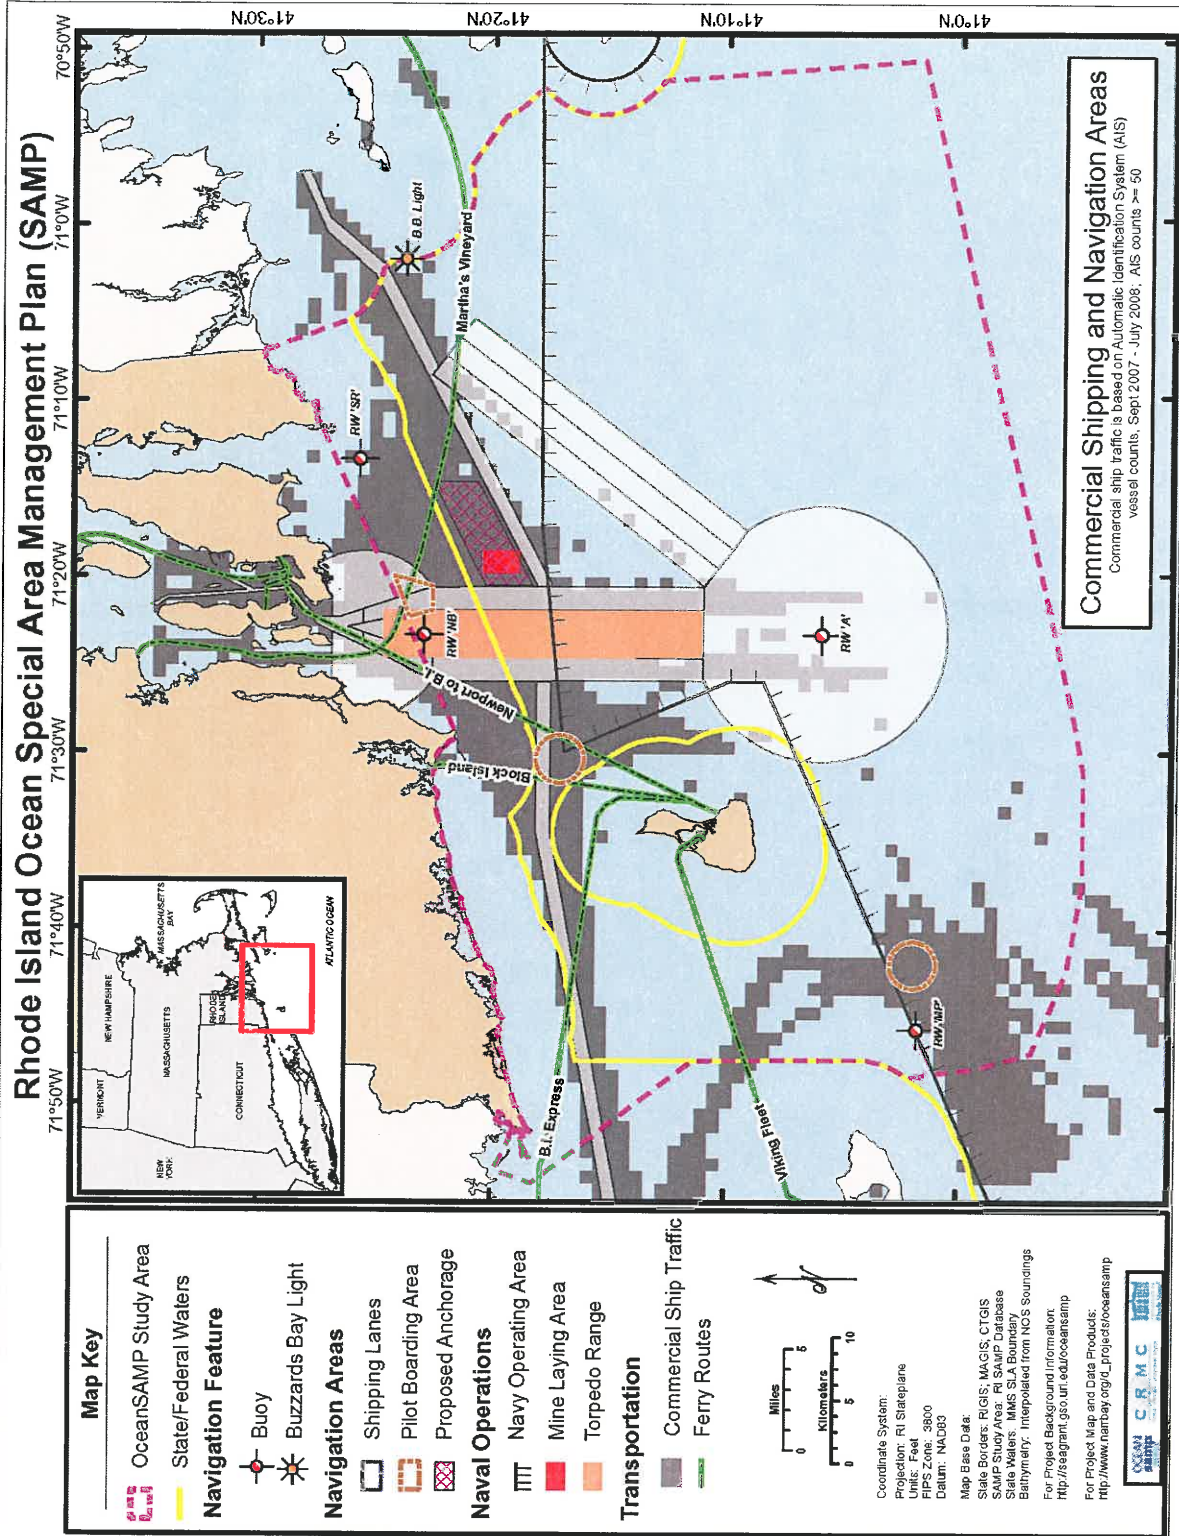 Rhode Island Ocean Special Area Management Plan (SAMP)
71°50'W
71°40'W
71°30'W
71°20'W
71°10'W
71°0'W
70°50'W
41°30'N
41°20'N
41°10'N
41°0'N
VERMONT
NEW HAMPSHIRE
MASSACHUSETTS
BAY
MASSACHUSETTS
NEW
YORK
CONNECTICUT
RHODE
ISLAND
ATLANTIC OCEAN
B.B. Light
RW 'SR'
Martha's Vineyard
RW 'NB'
Newport to B.I.
Block Island
B.I. Express
Viking Fleet
RW 'A'
RW 'MP'
Commercial Shipping and Navigation Areas
Commercial ship traffic is based on Automatic Identification System (AIS)
vessel counts, Sept 2007 - July 2008; AIS counts >= 50
Map Key
OceanSAMP Study Area
State/Federal Waters
Navigation Feature
Buoy
Buzzards Bay Light
Navigation Areas
Shipping Lanes
Pilot Boarding Area
Proposed Anchorage
Naval Operations
Navy Operating Area
Mine Laying Area
Torpedo Range
Transportation
Commercial Ship Traffic
Ferry Routes
Miles
0 5
Kilometers
0 5 10
Coordinate System:
Projection: RI Stateplane
Units: Feet
FIPS Zone: 3800
Datum: NAD83
Map Base Data:
State Borders: RIGIS; MAGIS; CTGIS
SAMP Study Area: RI SAMP Database
State Waters: MMS SLA Boundary
Bathymetry: Interpolated from NOS Soundings
For Project Background Information:
http://seagrant.gso.uri.edu/oceansamp
For Project Map and Data Products:
http://www.narrbay.org/d_projects/oceansamp
OCEAN
samp
C R M C